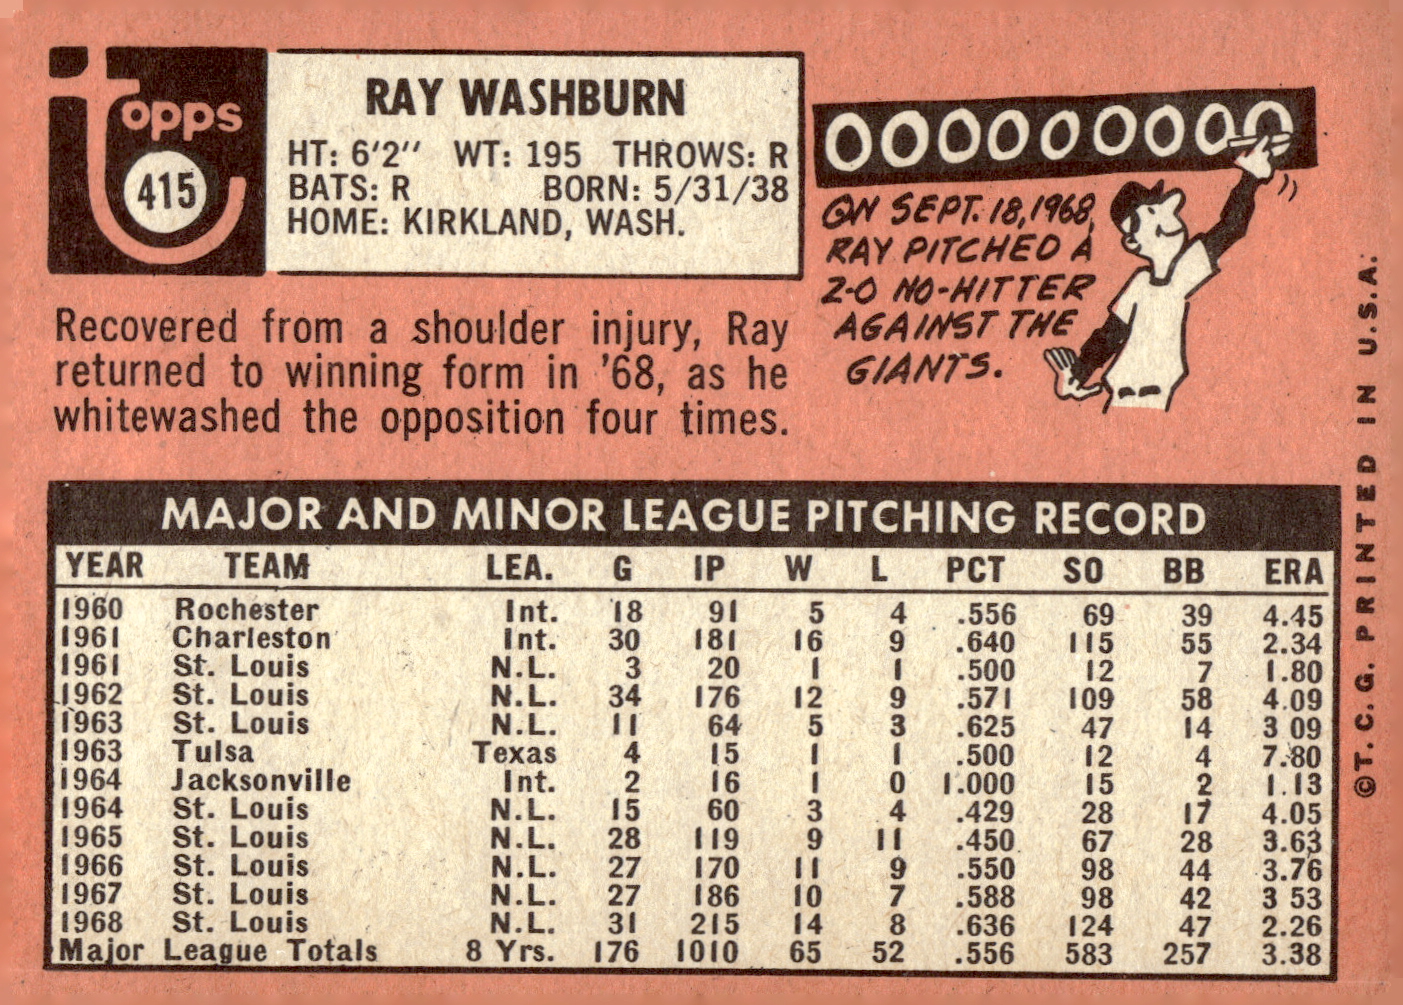 Topps
415
RAY WASHBURN
HT: 6'2" WT: 195 THROWS: R
BATS: R BORN: 5/31/38
HOME: KIRKLAND, WASH.
000000000
ON SEPT. 18, 1968,
RAY PITCHED A
2-0 NO-HITTER
AGAINST THE
GIANTS.
Recovered from a shoulder injury, Ray
returned to winning form in '68, as he
whitewashed the opposition four times.
MAJOR AND MINOR LEAGUE PITCHING RECORD
YEAR TEAM LEA. G IP W L PCT SO BB ERA
1960 Rochester Int. 18 91 5 4 .556 69 39 4.45
1961 Charleston Int. 30 181 16 9 .640 115 55 2.34
1961 St. Louis N.L. 3 20 1 1 .500 12 7 1.80
1962 St. Louis N.L. 34 176 12 9 .571 109 58 4.09
1963 St. Louis N.L. 11 64 5 3 .625 47 14 3 09
1963 Tulsa Texas 4 15 1 1 .500 12 4 7.80
1964 Jacksonville Int. 2 16 1 0 1.000 15 2 1.13
1964 St. Louis N.L. 15 60 3 4 .429 28 17 4.05
1965 St. Louis N.L. 28 119 9 11 .450 67 28 3.63
1966 St. Louis N.L. 27 170 11 9 .550 98 44 3.76
1967 St. Louis N.L. 27 186 10 7 .588 98 42 3 53
1968 St. Louis N.L. 31 215 14 8 .636 124 47 2.26
Major League Totals 8 Yrs. 176 1010 65 52 .556 583 257 3.38
©T.C.G. PRINTED IN U.S.A.